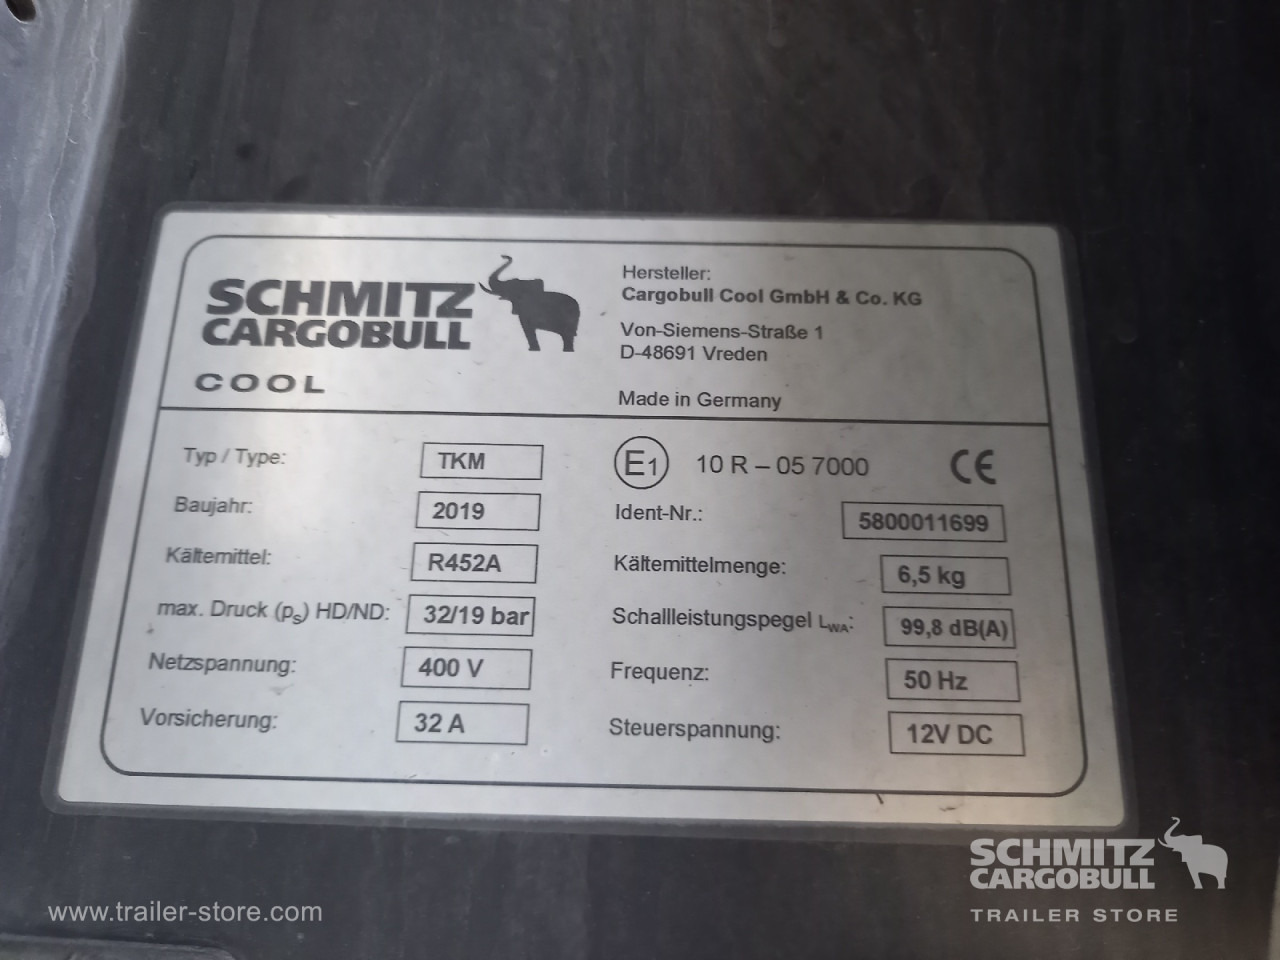 SCHMITZ
CARGOBULL
COOL
Hersteller:
Cargobull Cool GmbH & Co. KG
Von-Siemens-Straße 1
D-48691 Vreden
Made in Germany
Typ / Type: TKM
E1 10 R – 05 7000 CE
Baujahr: 2019
Ident-Nr.: 5800011699
Kältemittel: R452A
Kältemittelmenge: 6,5 kg
max. Druck (ps) HD/ND: 32/19 bar
Schallleistungspegel LWA: 99,8 dB(A)
Netzspannung: 400 V
Frequenz: 50 Hz
Vorsicherung: 32 A
Steuerspannung: 12V DC
www.trailer-store.com
SCHMITZ
CARGOBULL
TRAILER STORE